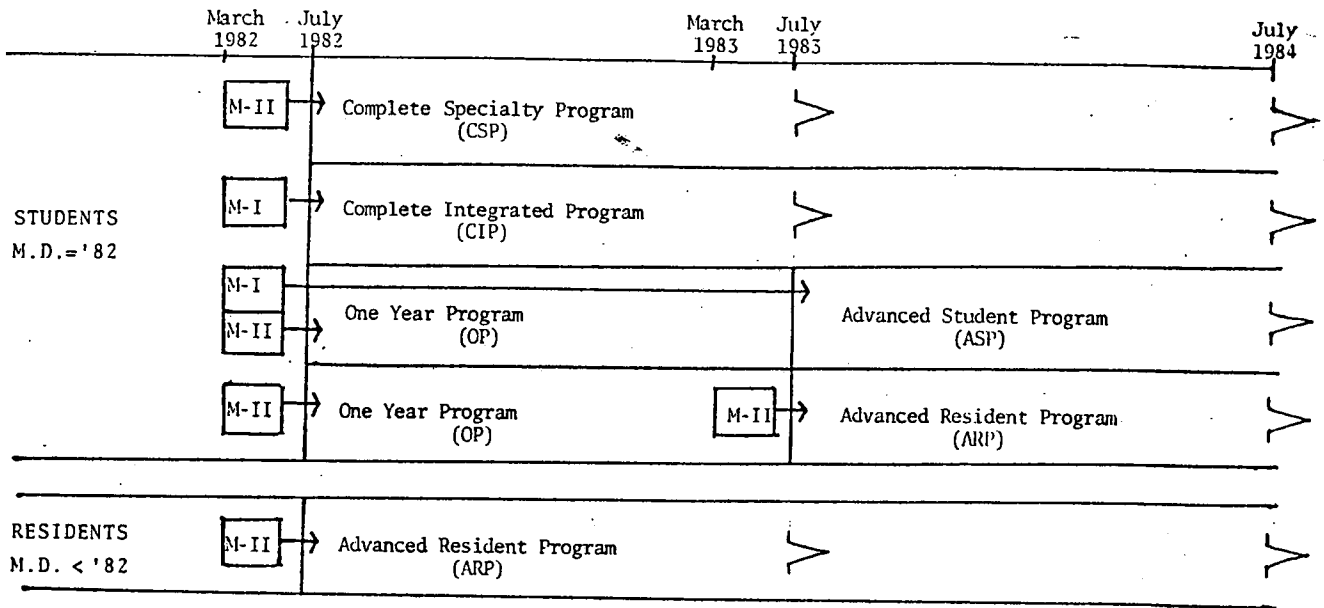 March July March July July
1982 1982 1983 1983 1984
M-II Complete Specialty Program
(CSP)
STUDENTS
M.D.='82
M-I Complete Integrated Program
(CIP)
M-I
M-II One Year Program Advanced Student Program
(OP) (ASP)
M-II One Year Program M-II Advanced Resident Program
(OP) (ARP)
RESIDENTS
M.D. < '82
M-II Advanced Resident Program
(ARP)